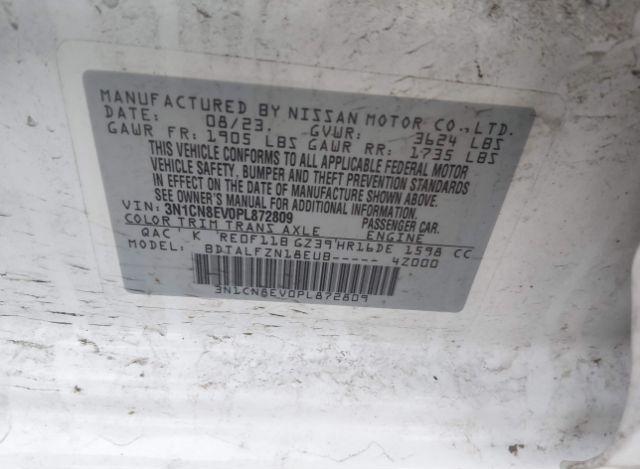 MANUFACTURED BY NISSAN MOTOR CO.,LTD.
DATE: 08/23. GVWR: 3624 LBS
GAWR FR: 1905 LBS GAWR RR: 1735 LBS
THIS VEHICLE CONFORMS TO ALL APPLICABLE FEDERAL MOTOR
VEHICLE SAFETY, BUMPER AND THEFT PREVENTION STANDARDS
IN EFFECT ON THE DATE OF MANUFACTURE SHOWN ABOVE.
SEE OWNER'S MANUAL FOR ADDITIONAL INFORMATION
VIN: 3N1CN8EV0PL872809 PASSENGER CAR.
COLOR TRIM TRANS AXLE ENGINE
QAC' K 'RE0F11B GZ39'HR16DE 1598 CC
MODEL: BDTALFZN18EUB----- 4Z000
3N1CN8EV0PL872809